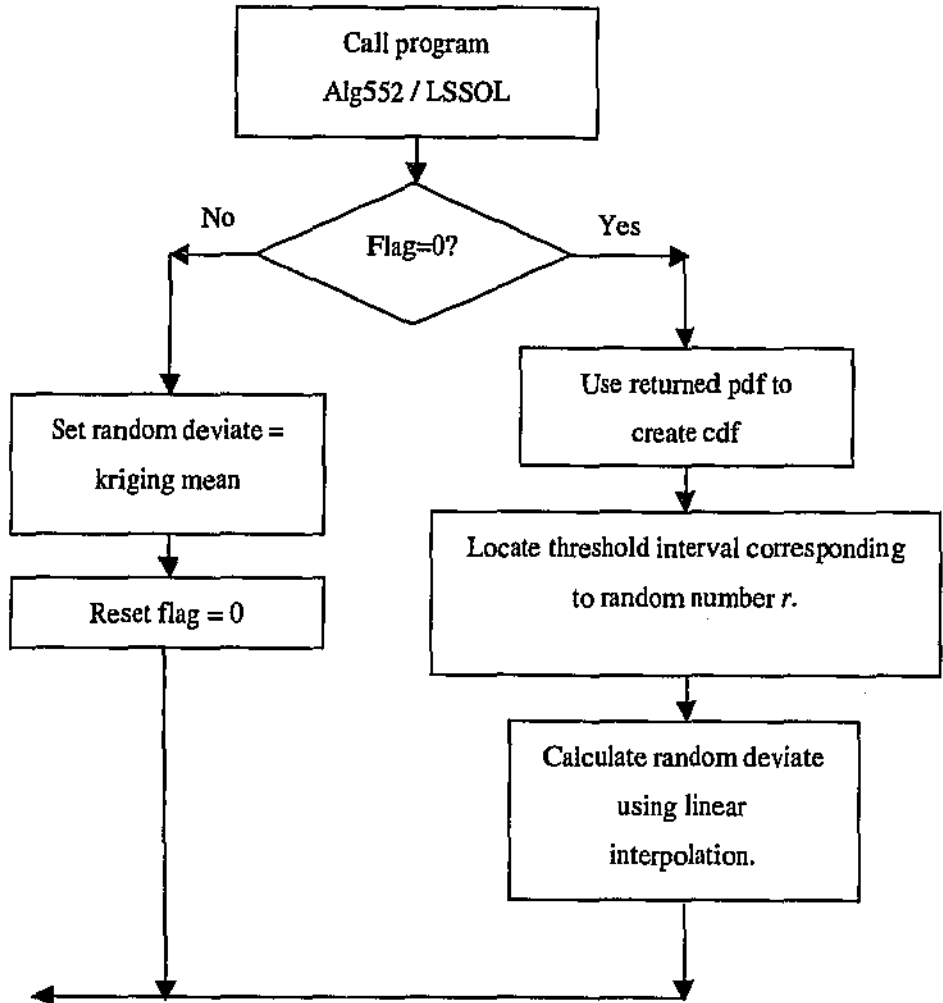 Call program
Alg552 / LSSOL
No
Flag=0?
Yes
Set random deviate =
kriging mean
Reset flag = 0
Use returned pdf to
create cdf
Locate threshold interval corresponding
to random number r.
Calculate random deviate
using linear
interpolation.